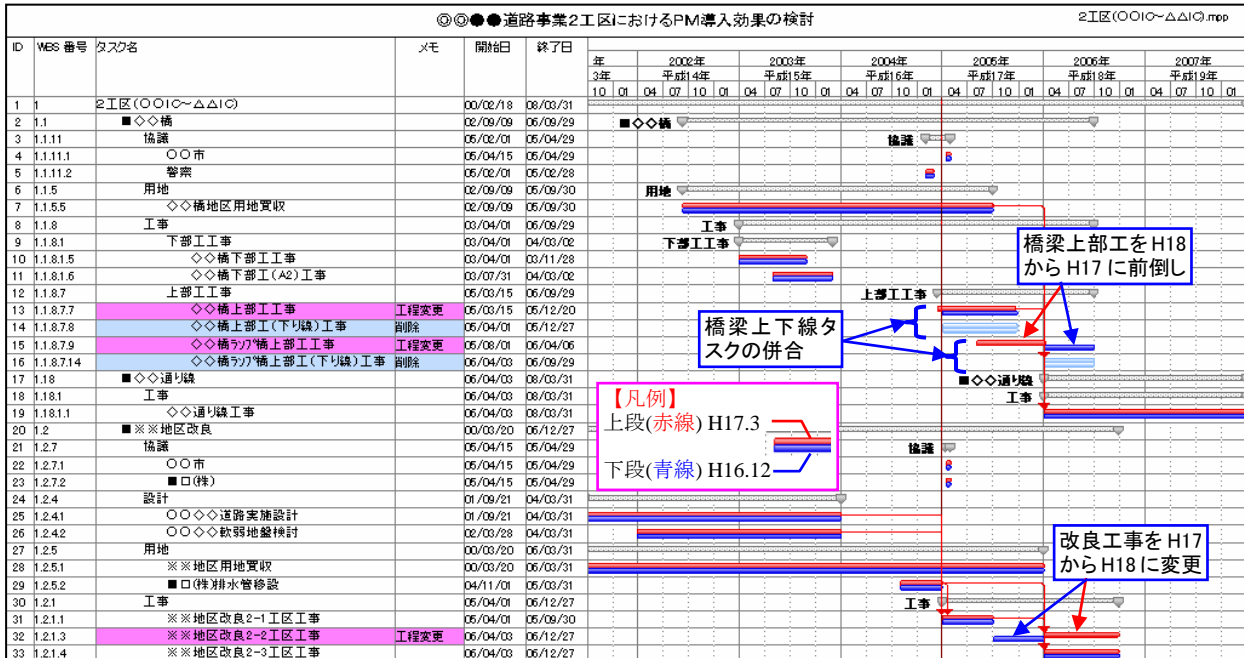 ◎◎●●道路事業2工区におけるPM導入効果の検討
2工区(〇〇IC~△△IC).mpp
ID WBS 番号 タスク名 メモ 開始日 終了日
年 2002年 2003年 2004年 2005年 2006年 2007年
3年 平成14年 平成15年 平成16年 平成17年 平成18年 平成19年
10 01 04 07 10 01 04 07 10 01 04 07 10 01 04 07 10 01 04 07 10 01 04 07 10 01
1 1 2工区(〇〇IC~△△IC) 00/02/18 08/03/31
2 1.1 ■◇◇橋 02/09/09 06/09/29 ■◇◇橋
3 1.1.11 協議 05/02/01 05/04/29 協議
4 1.1.11.1 〇〇市 05/04/15 05/04/29
5 1.1.11.2 警察 05/02/01 05/02/28
6 1.1.5 用地 02/09/09 05/09/30 用地
7 1.1.5.5 ◇◇橋地区用地買収 02/09/09 05/09/30
8 1.1.8 工事 03/04/01 06/09/29 工事
9 1.1.8.1 下部工工事 03/04/01 04/03/02 下部工工事
10 1.1.8.1.5 ◇◇橋下部工工事 03/04/01 03/11/28
11 1.1.8.1.6 ◇◇橋下部工(A2)工事 03/07/31 04/03/02
12 1.1.8.7 上部工工事 05/03/15 06/09/29 上部工工事
13 1.1.8.7.7 ◇◇橋上部工工事 工程変更 05/03/15 05/12/20
14 1.1.8.7.8 ◇◇橋上部工(下り線)工事 削除 05/04/01 05/12/27
15 1.1.8.7.9 ◇◇橋ランプ橋上部工工事 工程変更 05/08/01 06/04/06
16 1.1.8.7.14 ◇◇橋ランプ橋上部工(下り線)工事 削除 06/04/03 06/09/29
17 1.18 ■◇◇通り線 06/04/03 08/03/31 ■◇◇通り線
18 1.18.1 工事 06/04/03 08/03/31 工事
19 1.18.1.1 ◇◇通り線工事 06/04/03 08/03/31
20 1.2 ■※※地区改良 00/03/20 06/12/27
21 1.2.7 協議 05/04/15 05/04/29 協議
22 1.2.7.1 〇〇市 05/04/15 05/04/29
23 1.2.7.2 ■□(株) 05/04/15 05/04/29
24 1.2.4 設計 01/09/21 04/03/31
25 1.2.4.1 〇〇◇◇道路実施設計 01/09/21 04/03/31
26 1.2.4.2 〇〇◇◇軟弱地盤検討 02/03/28 04/03/31
27 1.2.5 用地 00/03/20 06/03/31
28 1.2.5.1 ※※地区用地買収 00/03/20 06/03/31
29 1.2.5.2 ■□(株)排水管移設 04/11/01 05/03/31
30 1.2.1 工事 05/04/01 06/12/27 工事
31 1.2.1.1 ※※地区改良2-1工区工事 05/04/01 05/09/30
32 1.2.1.3 ※※地区改良2-2工区工事 工程変更 06/04/03 06/12/27
33 1.2.1.4 ※※地区改良2-3工区工事 06/04/03 06/12/27
橋梁上部工をH18
からH17に前倒し
橋梁上下線タ
スクの併合
【凡例】
上段(赤線) H17.3
下段(青線) H16.12
改良工事をH17
からH18に変更